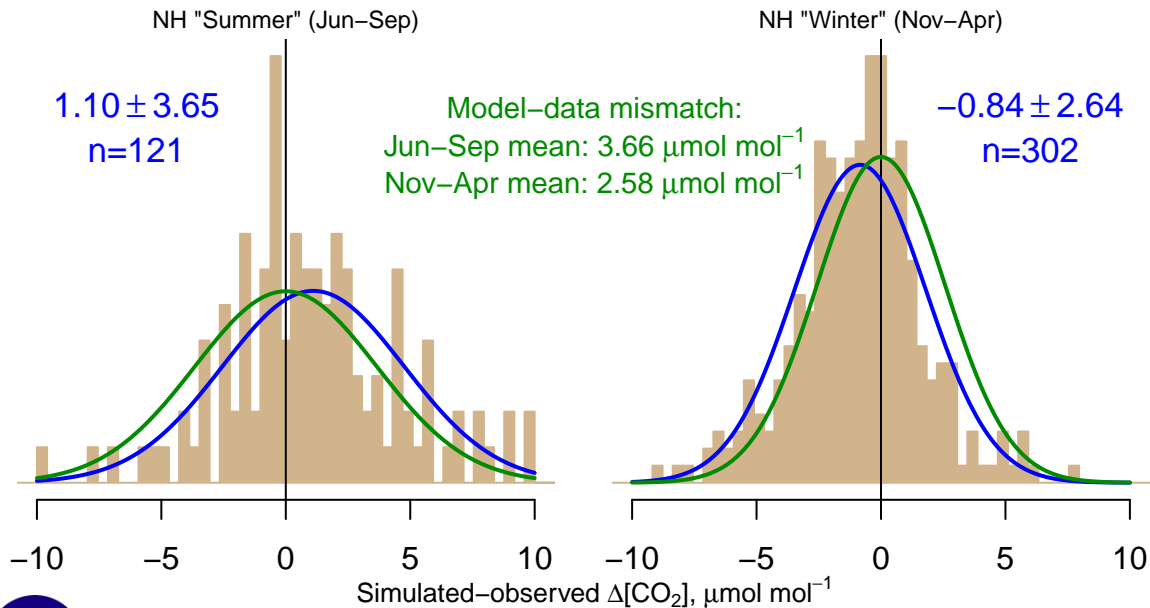 NH "Summer" (Jun−Sep)
NH "Winter" (Nov−Apr)
1.10 ± 3.65
n=121
Model−data mismatch:
Jun−Sep mean: 3.66 μmol mol⁻¹
Nov−Apr mean: 2.58 μmol mol⁻¹
−0.84 ± 2.64
n=302
−10 −5 0 5 10
−10 −5 0 5 10
Simulated−observed Δ[CO₂], μmol mol⁻¹